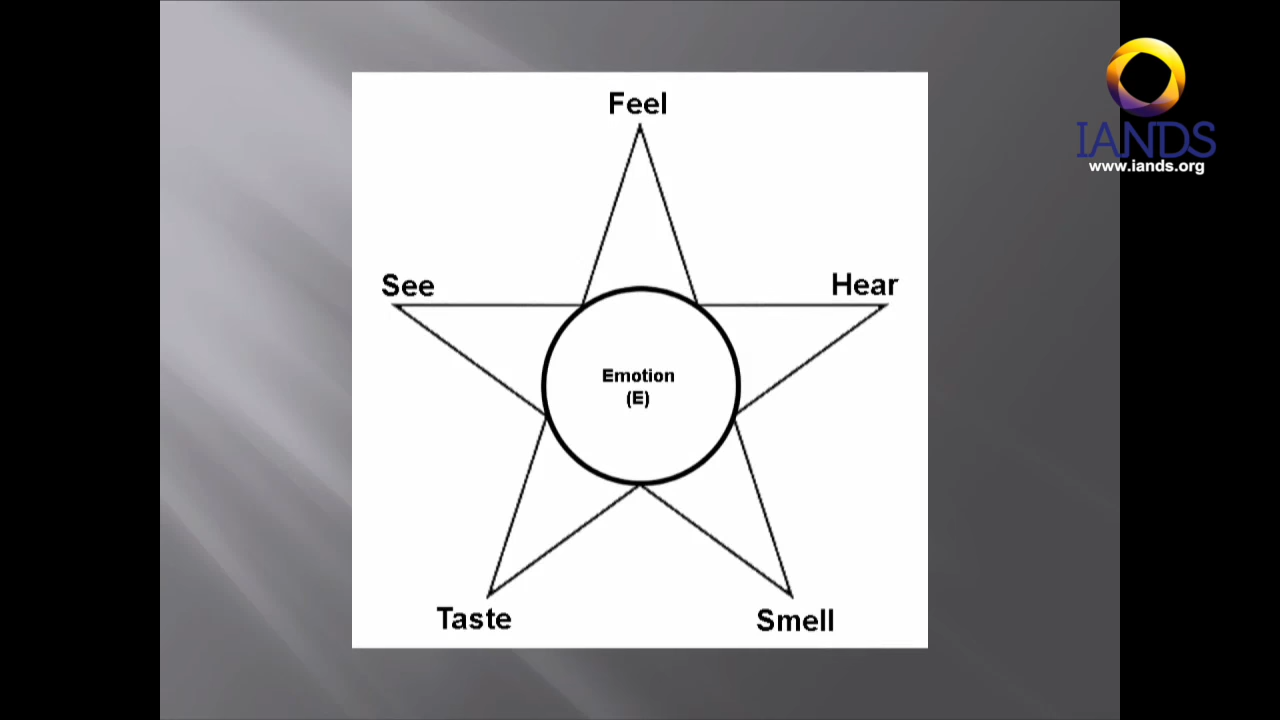 Feel
See
Hear
Emotion
(E)
Taste
Smell
IANDS
www.iands.org